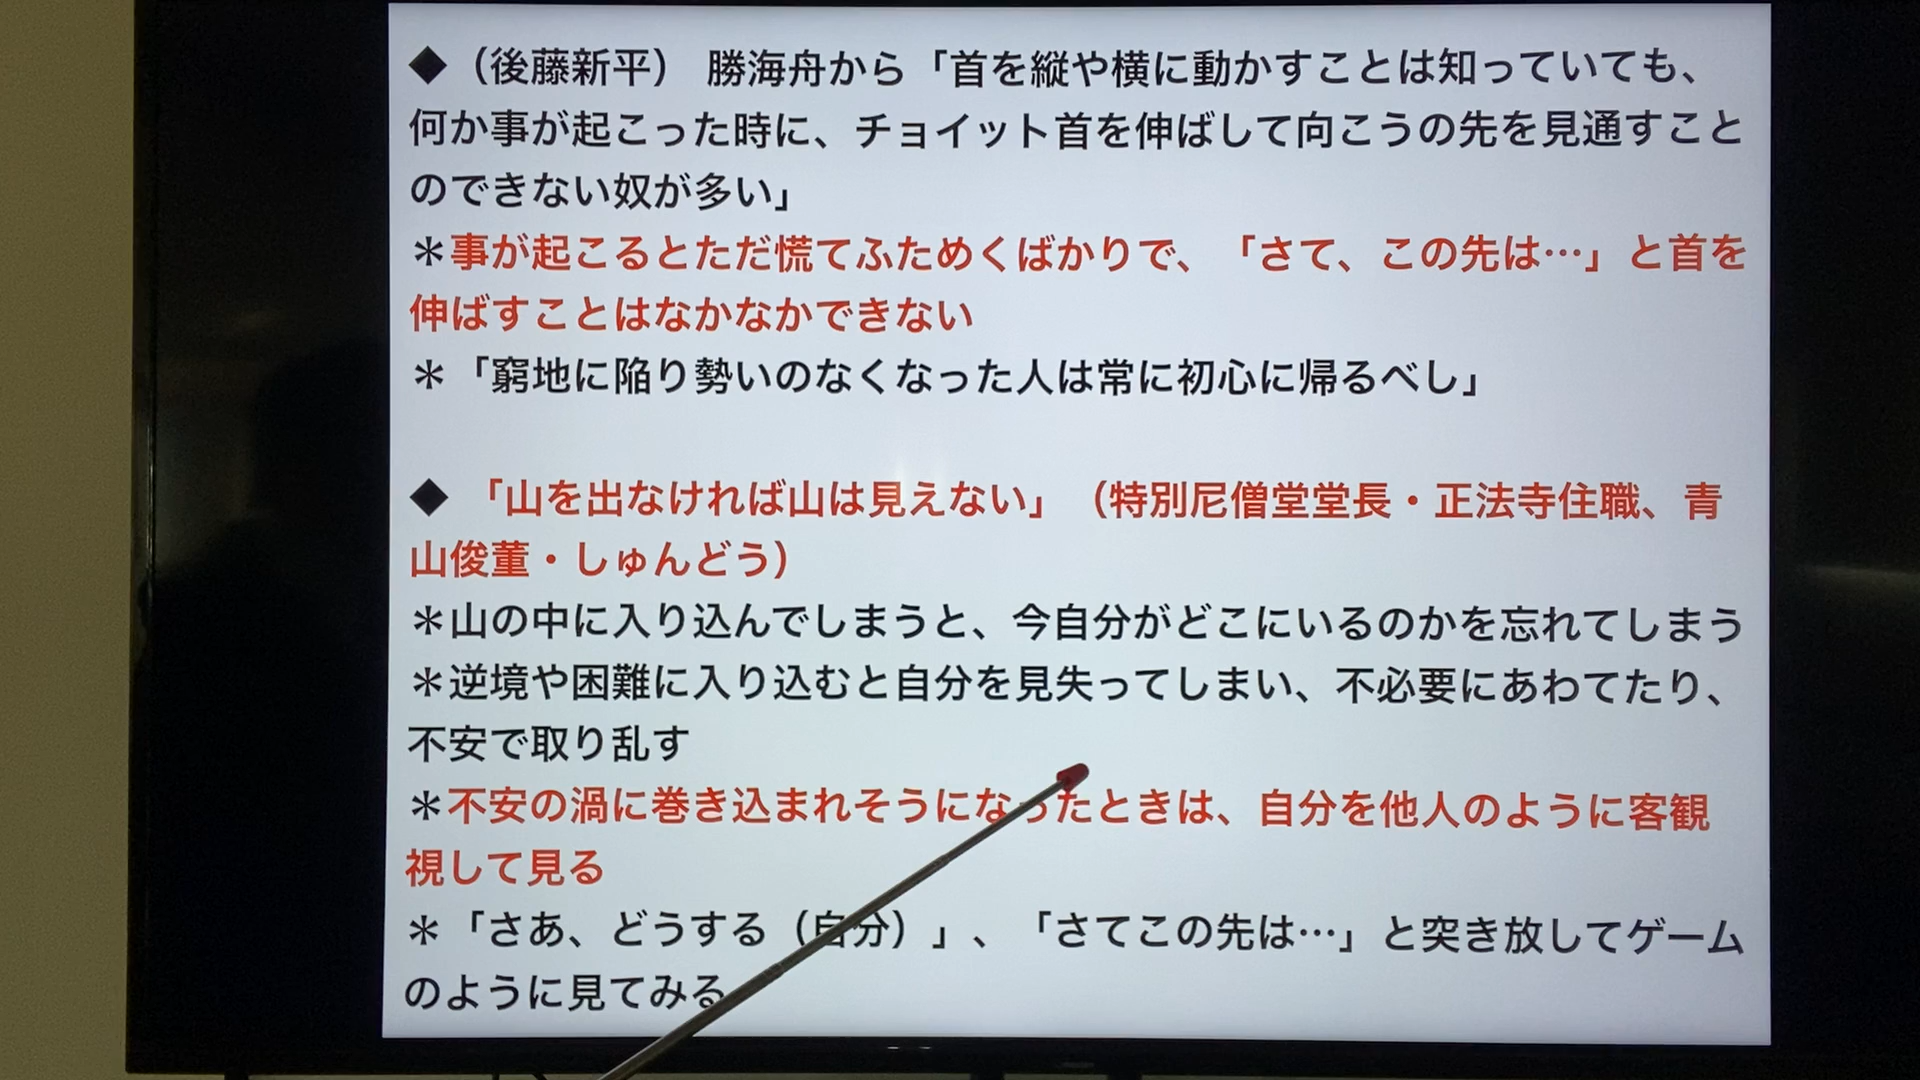 ◆（後藤新平） 勝海舟から「首を縦や横に動かすことは知っていても、
何か事が起こった時に、チョイット首を伸ばして向こうの先を見通すこと
のできない奴が多い」
＊事が起こるとただ慌てふためくばかりで、「さて、この先は…」と首を
伸ばすことはなかなかできない
＊「窮地に陥り勢いのなくなった人は常に初心に帰るべし」
◆ 「山を出なければ山は見えない」（特別尼僧堂堂長・正法寺住職、青
山俊董・しゅんどう）
＊山の中に入り込んでしまうと、今自分がどこにいるのかを忘れてしまう
＊逆境や困難に入り込むと自分を見失ってしまい、不必要にあわてたり、
不安で取り乱す
＊不安の渦に巻き込まれそうになったときは、自分を他人のように客観
視して見る
＊「さあ、どうする（自分）」、「さてこの先は…」と突き放してゲーム
のように見てみる